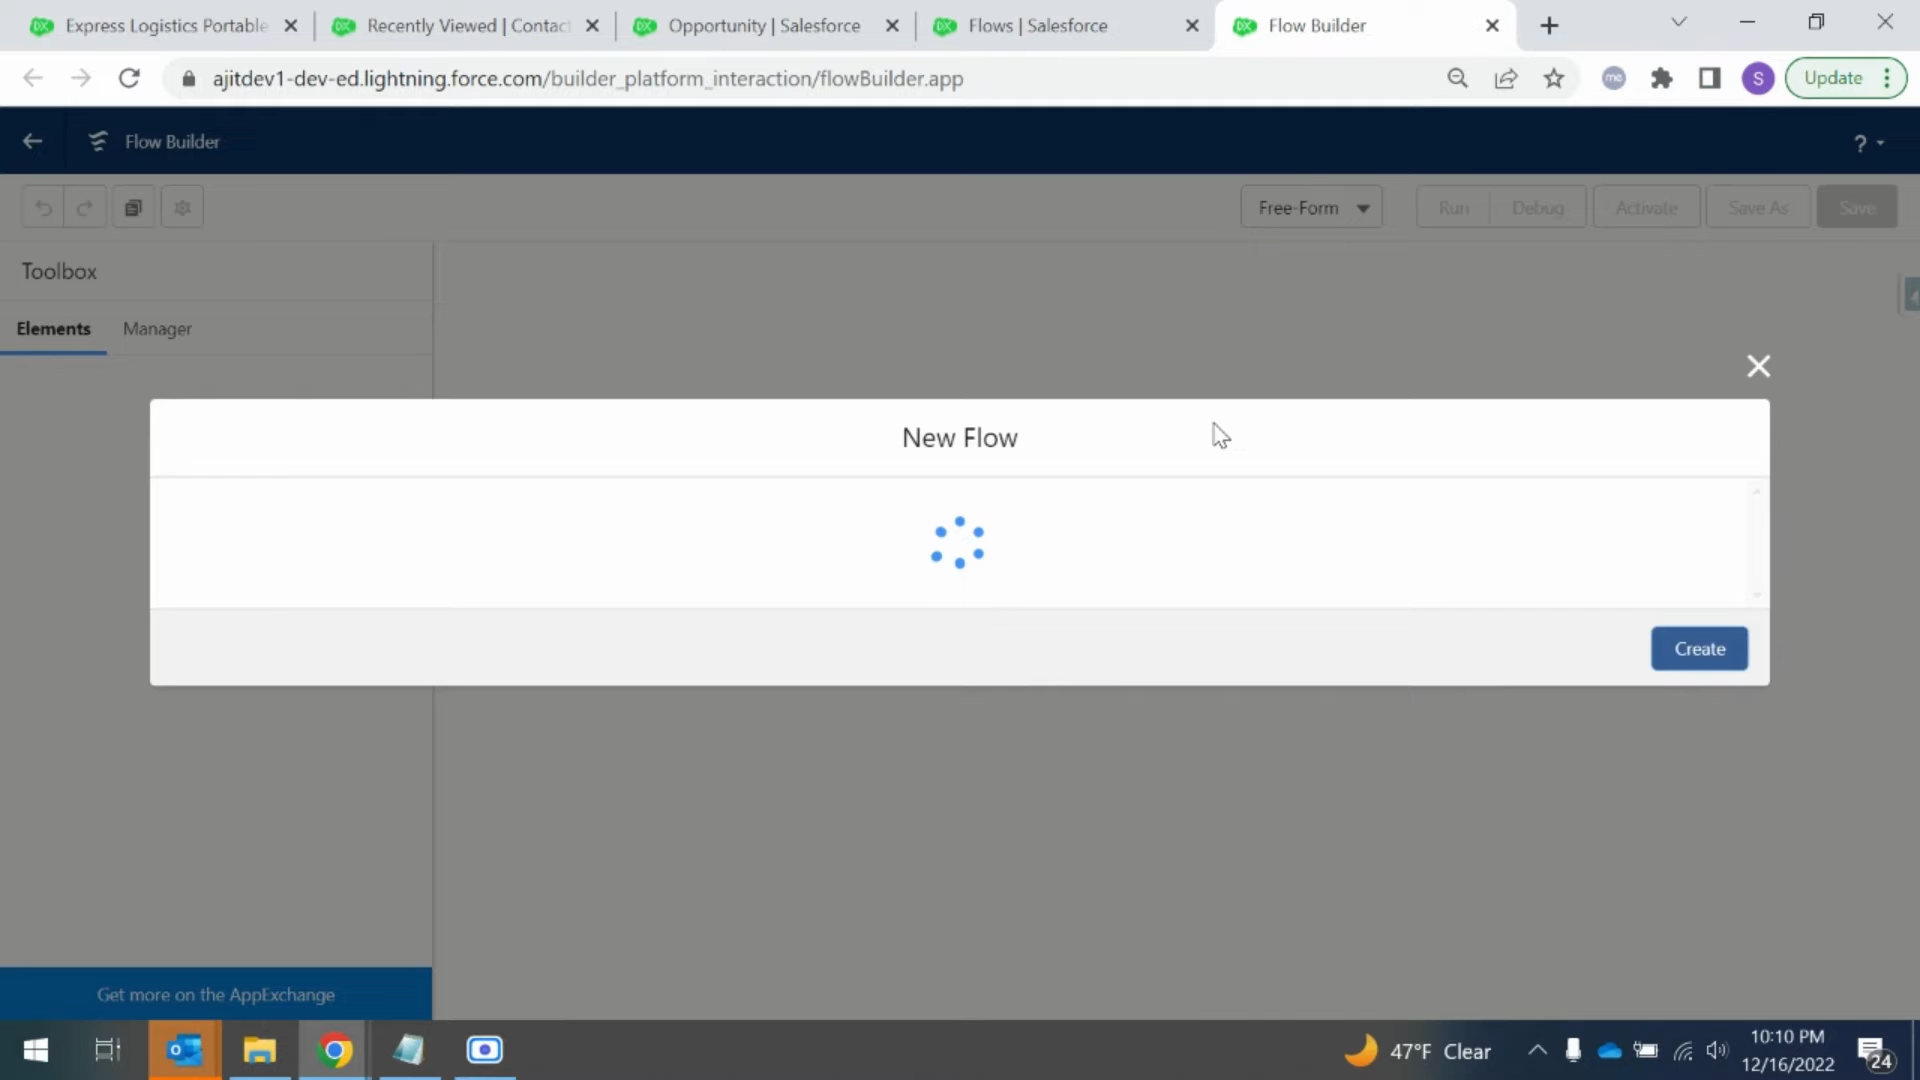 Express Logistics Portable
Recently Viewed | Contac
Opportunity | Salesforce
Flows | Salesforce
Flow Builder
ajitdev1-dev-ed.lightning.force.com/builder_platform_interaction/flowBuilder.app
me
S
Update
Flow Builder
?
Free-Form
Run
Debug
Activate
Save As
Save
Toolbox
Elements
Manager
New Flow
Create
Get more on the AppExchange
47°F Clear
10:10 PM
12/16/2022
24